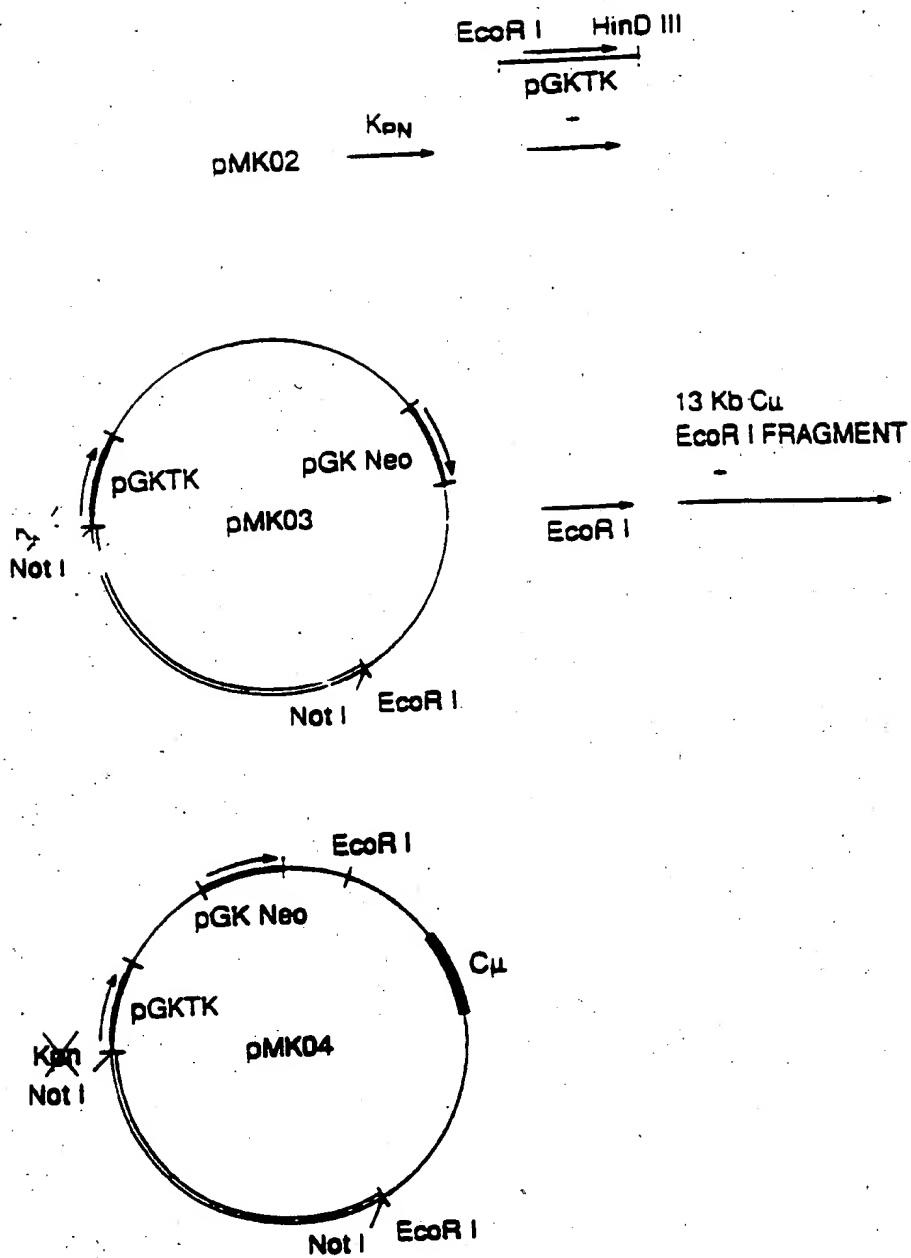 EcoR I HinD III
pGKTK
KPN
pMK02
13 Kb Cμ
EcoR I FRAGMENT
pGK Neo
pGKTK
pMK03
EcoR I
Not I
Not I EcoR I
EcoR I
pGK Neo
Cμ
pGKTK
Kpn
pMK04
Not I
Not I EcoR I